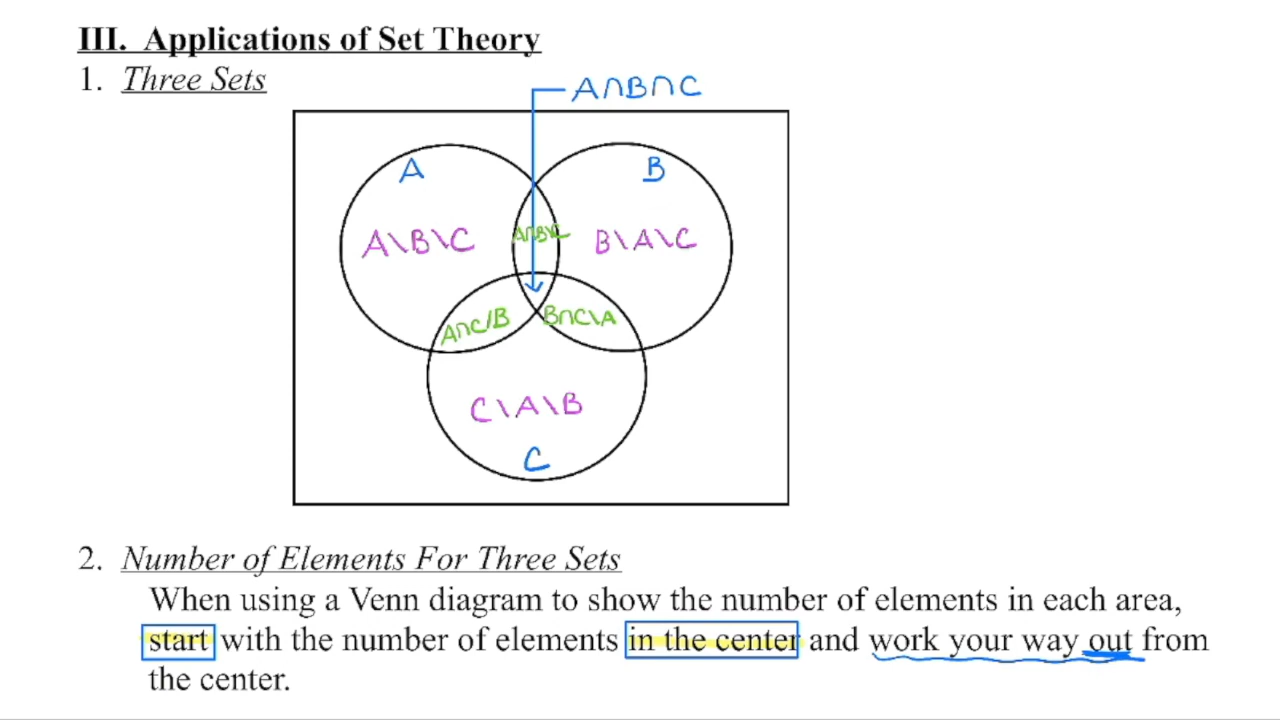 III. Applications of Set Theory
1. Three Sets
A∩B∩C
A
B
A\B\C
A∩B\C
B\A\C
A∩C/B
B∩C\A
C\A\B
C
2. Number of Elements For Three Sets
When using a Venn diagram to show the number of elements in each area,
start with the number of elements in the center and work your way out from
the center.